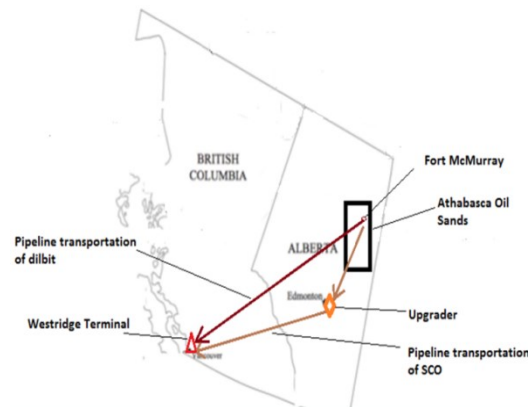 BRITISH
COLUMBIA
Fort McMurray
Athabasca Oil
Sands
Pipeline transportation
of dilbit
ALBERTA
Edmonton
Upgrader
Westridge Terminal
Vancouver
Pipeline transportation
of SCO